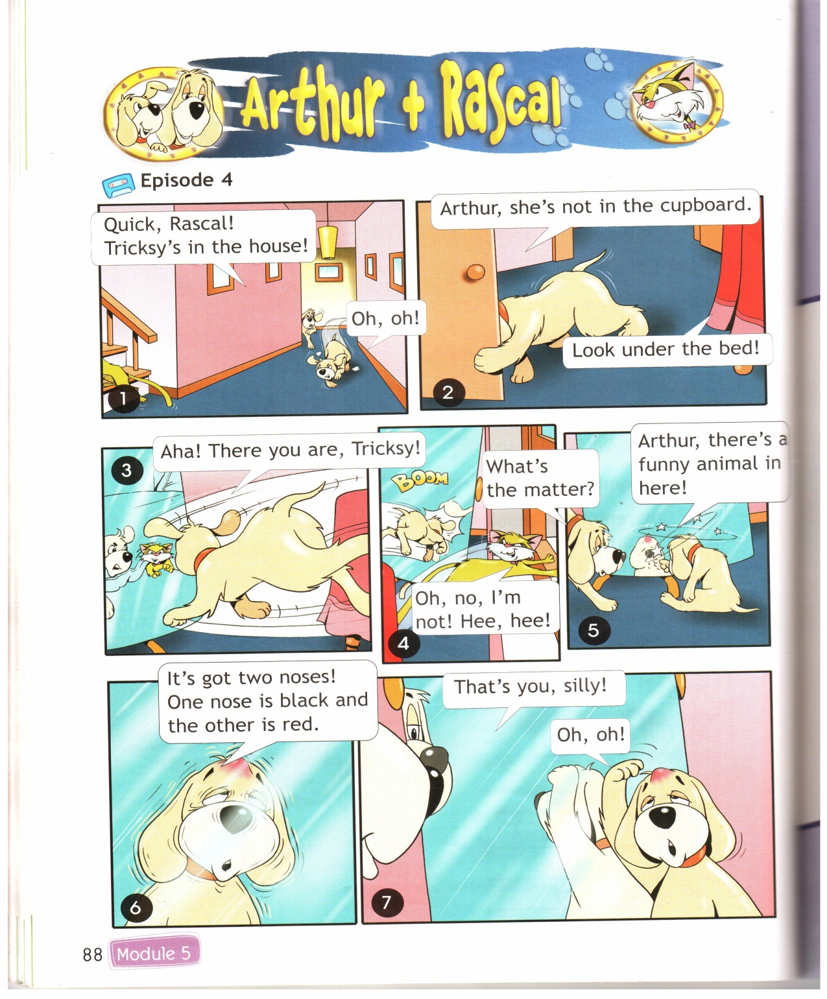 Arthur + Rascal
Episode 4
Quick, Rascal!
Tricksy's in the house!
Oh, oh!
1
Arthur, she's not in the cupboard.
Look under the bed!
2
3
Aha! There you are, Tricksy!
BOOM
What's
the matter?
Oh, no, I'm
not! Hee, hee!
4
Arthur, there's a
funny animal in
here!
5
It's got two noses!
One nose is black and
the other is red.
6
That's you, silly!
Oh, oh!
7
88 Module 5